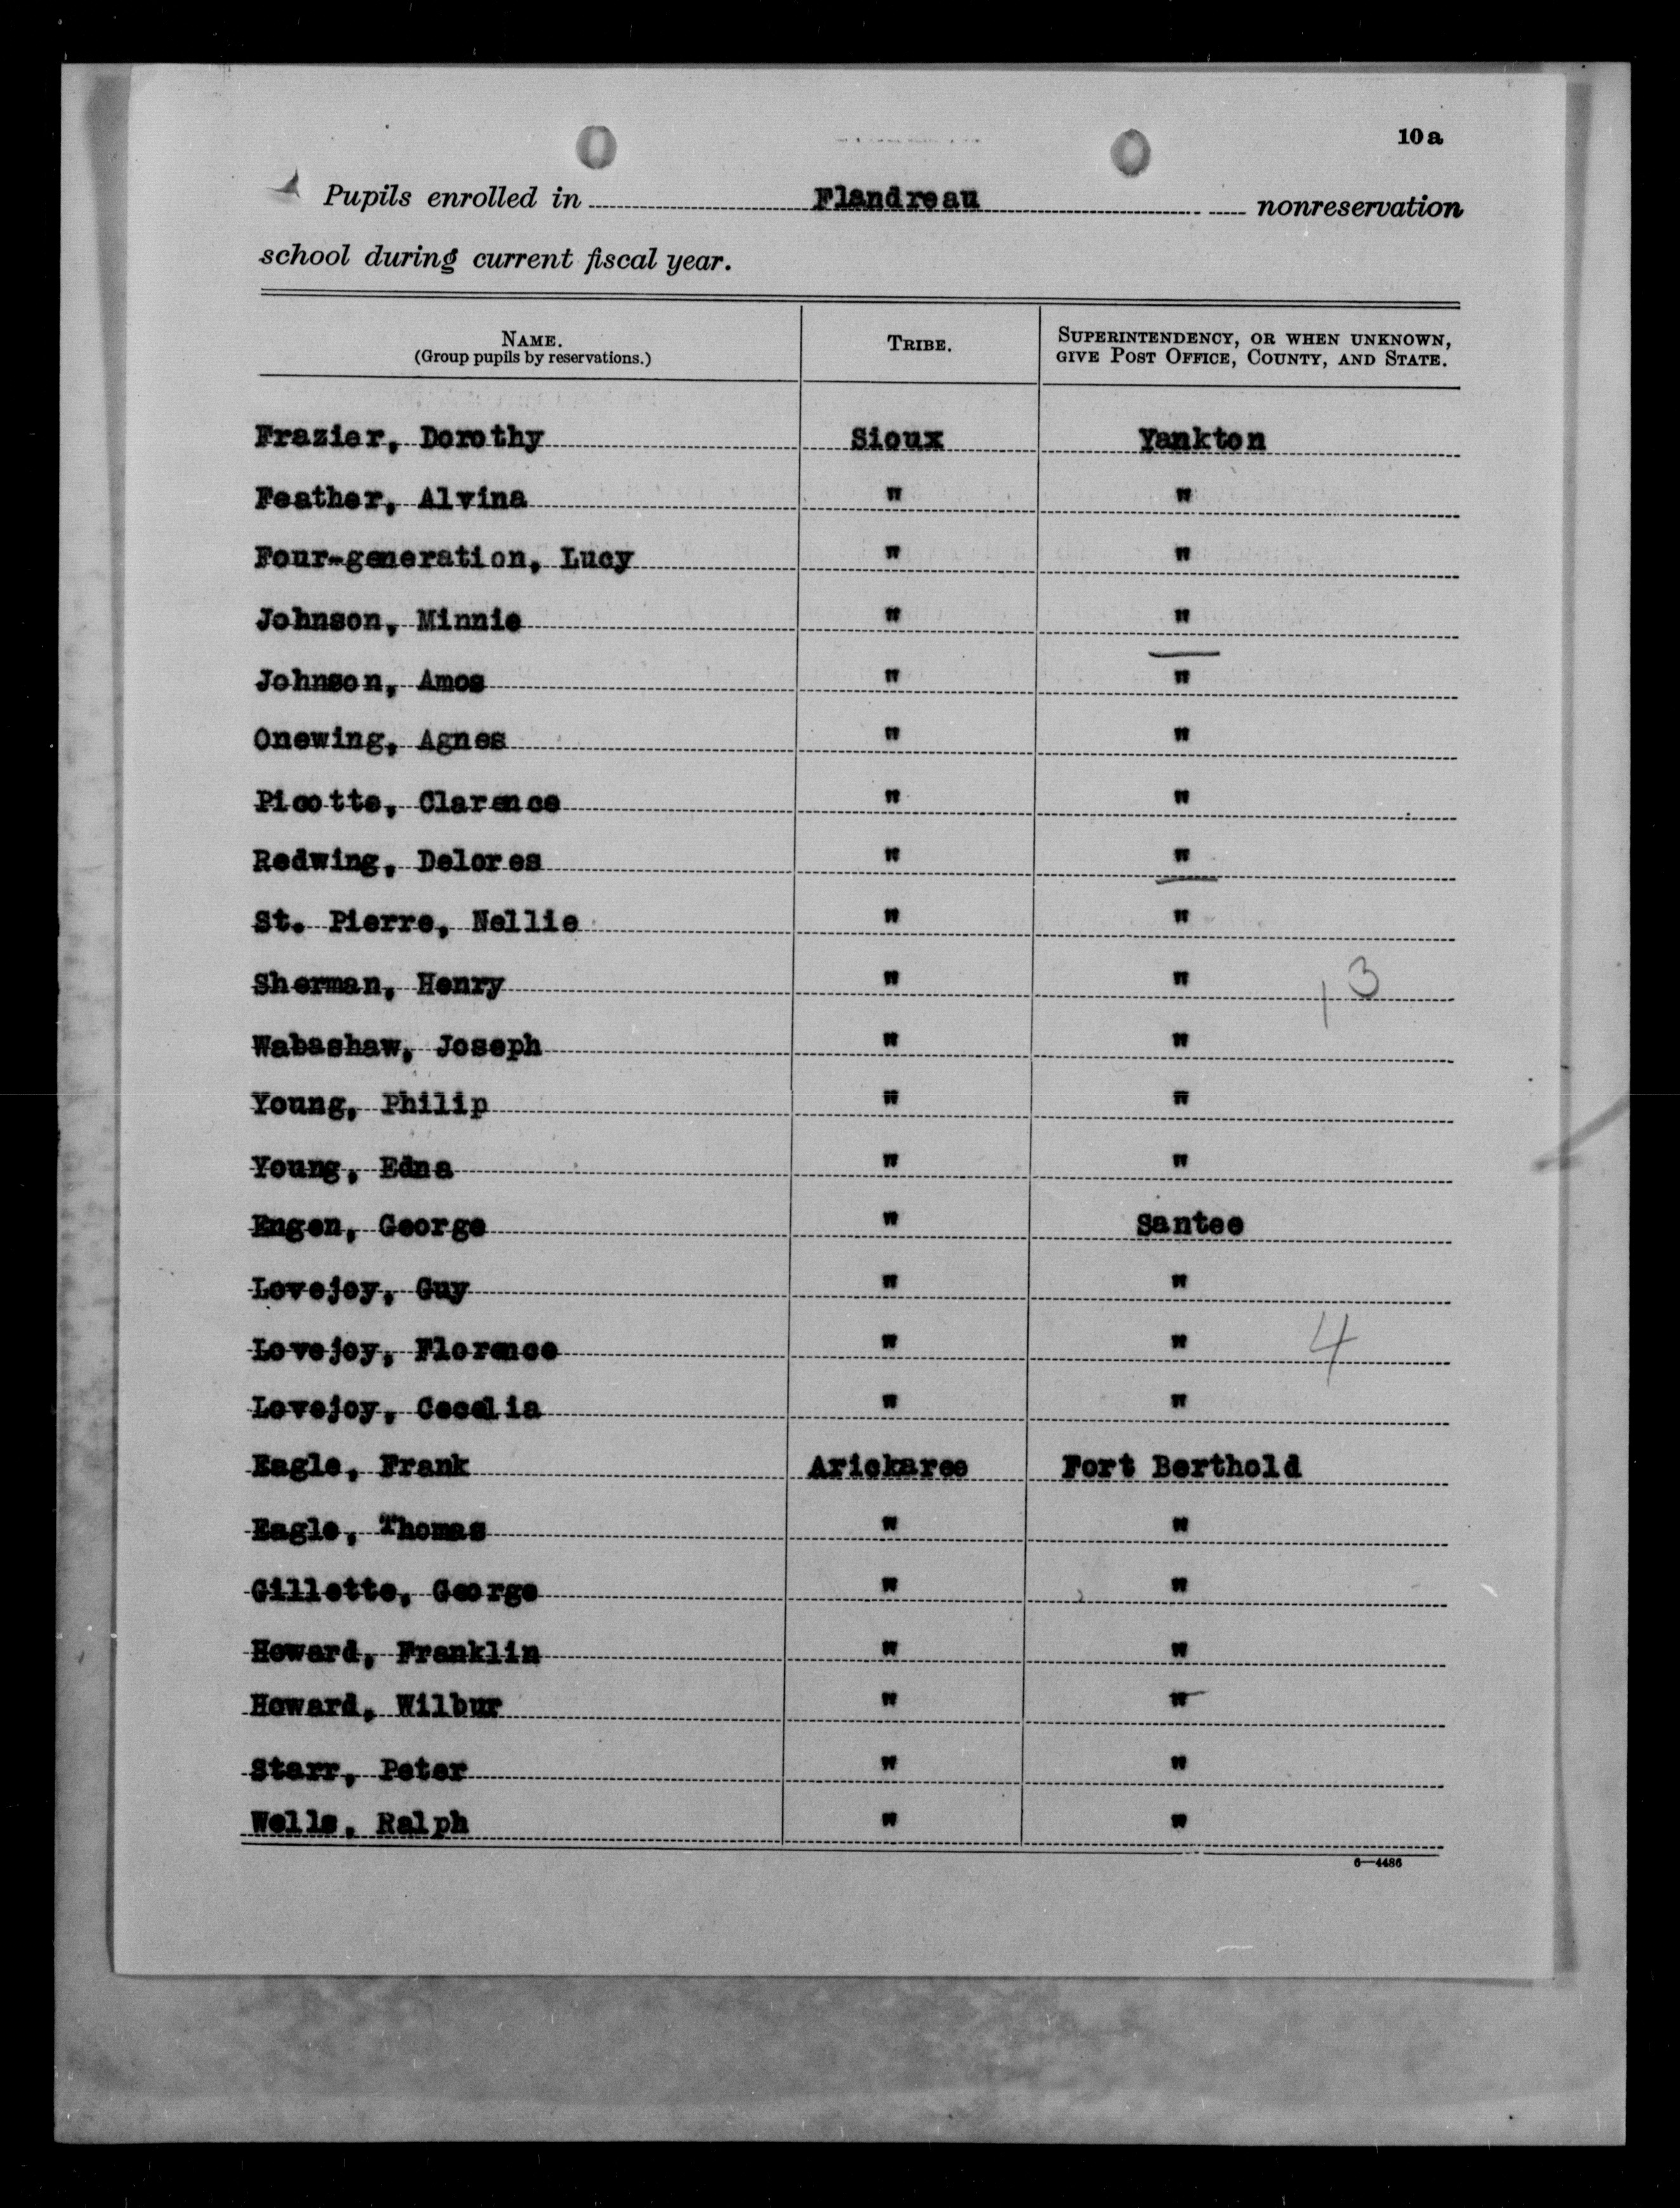 10 a
Pupils enrolled in Flandreau nonreservation
school during current fiscal year.
NAME. TRIBE. SUPERINTENDENCY, OR WHEN UNKNOWN,
(Group pupils by reservations.) GIVE POST OFFICE, COUNTY, AND STATE.
Frazier, Dorothy Sioux Yankton
Feather, Alvina " "
Four-generation, Lucy " "
Johnson, Minnie " "
Johnson, Amos " "
Onewing, Agnes " "
Picotte, Clarence " "
Redwing, Delores " "
St. Pierre, Nellie " "
Sherman, Henry " " 13
Wabashaw, Joseph " "
Young, Philip " "
Young, Edna " "
Engen, George " Santee
Lovejoy, Guy " "
Lovejoy, Florence " " 4
Lovejoy, Cecelia " "
Eagle, Frank Arickaree Fort Berthold
Eagle, Thomas " "
Gillette, George " "
Howard, Franklin " "
Howard, Wilbur " "
Starr, Peter " "
Wells, Ralph " "
6—4486